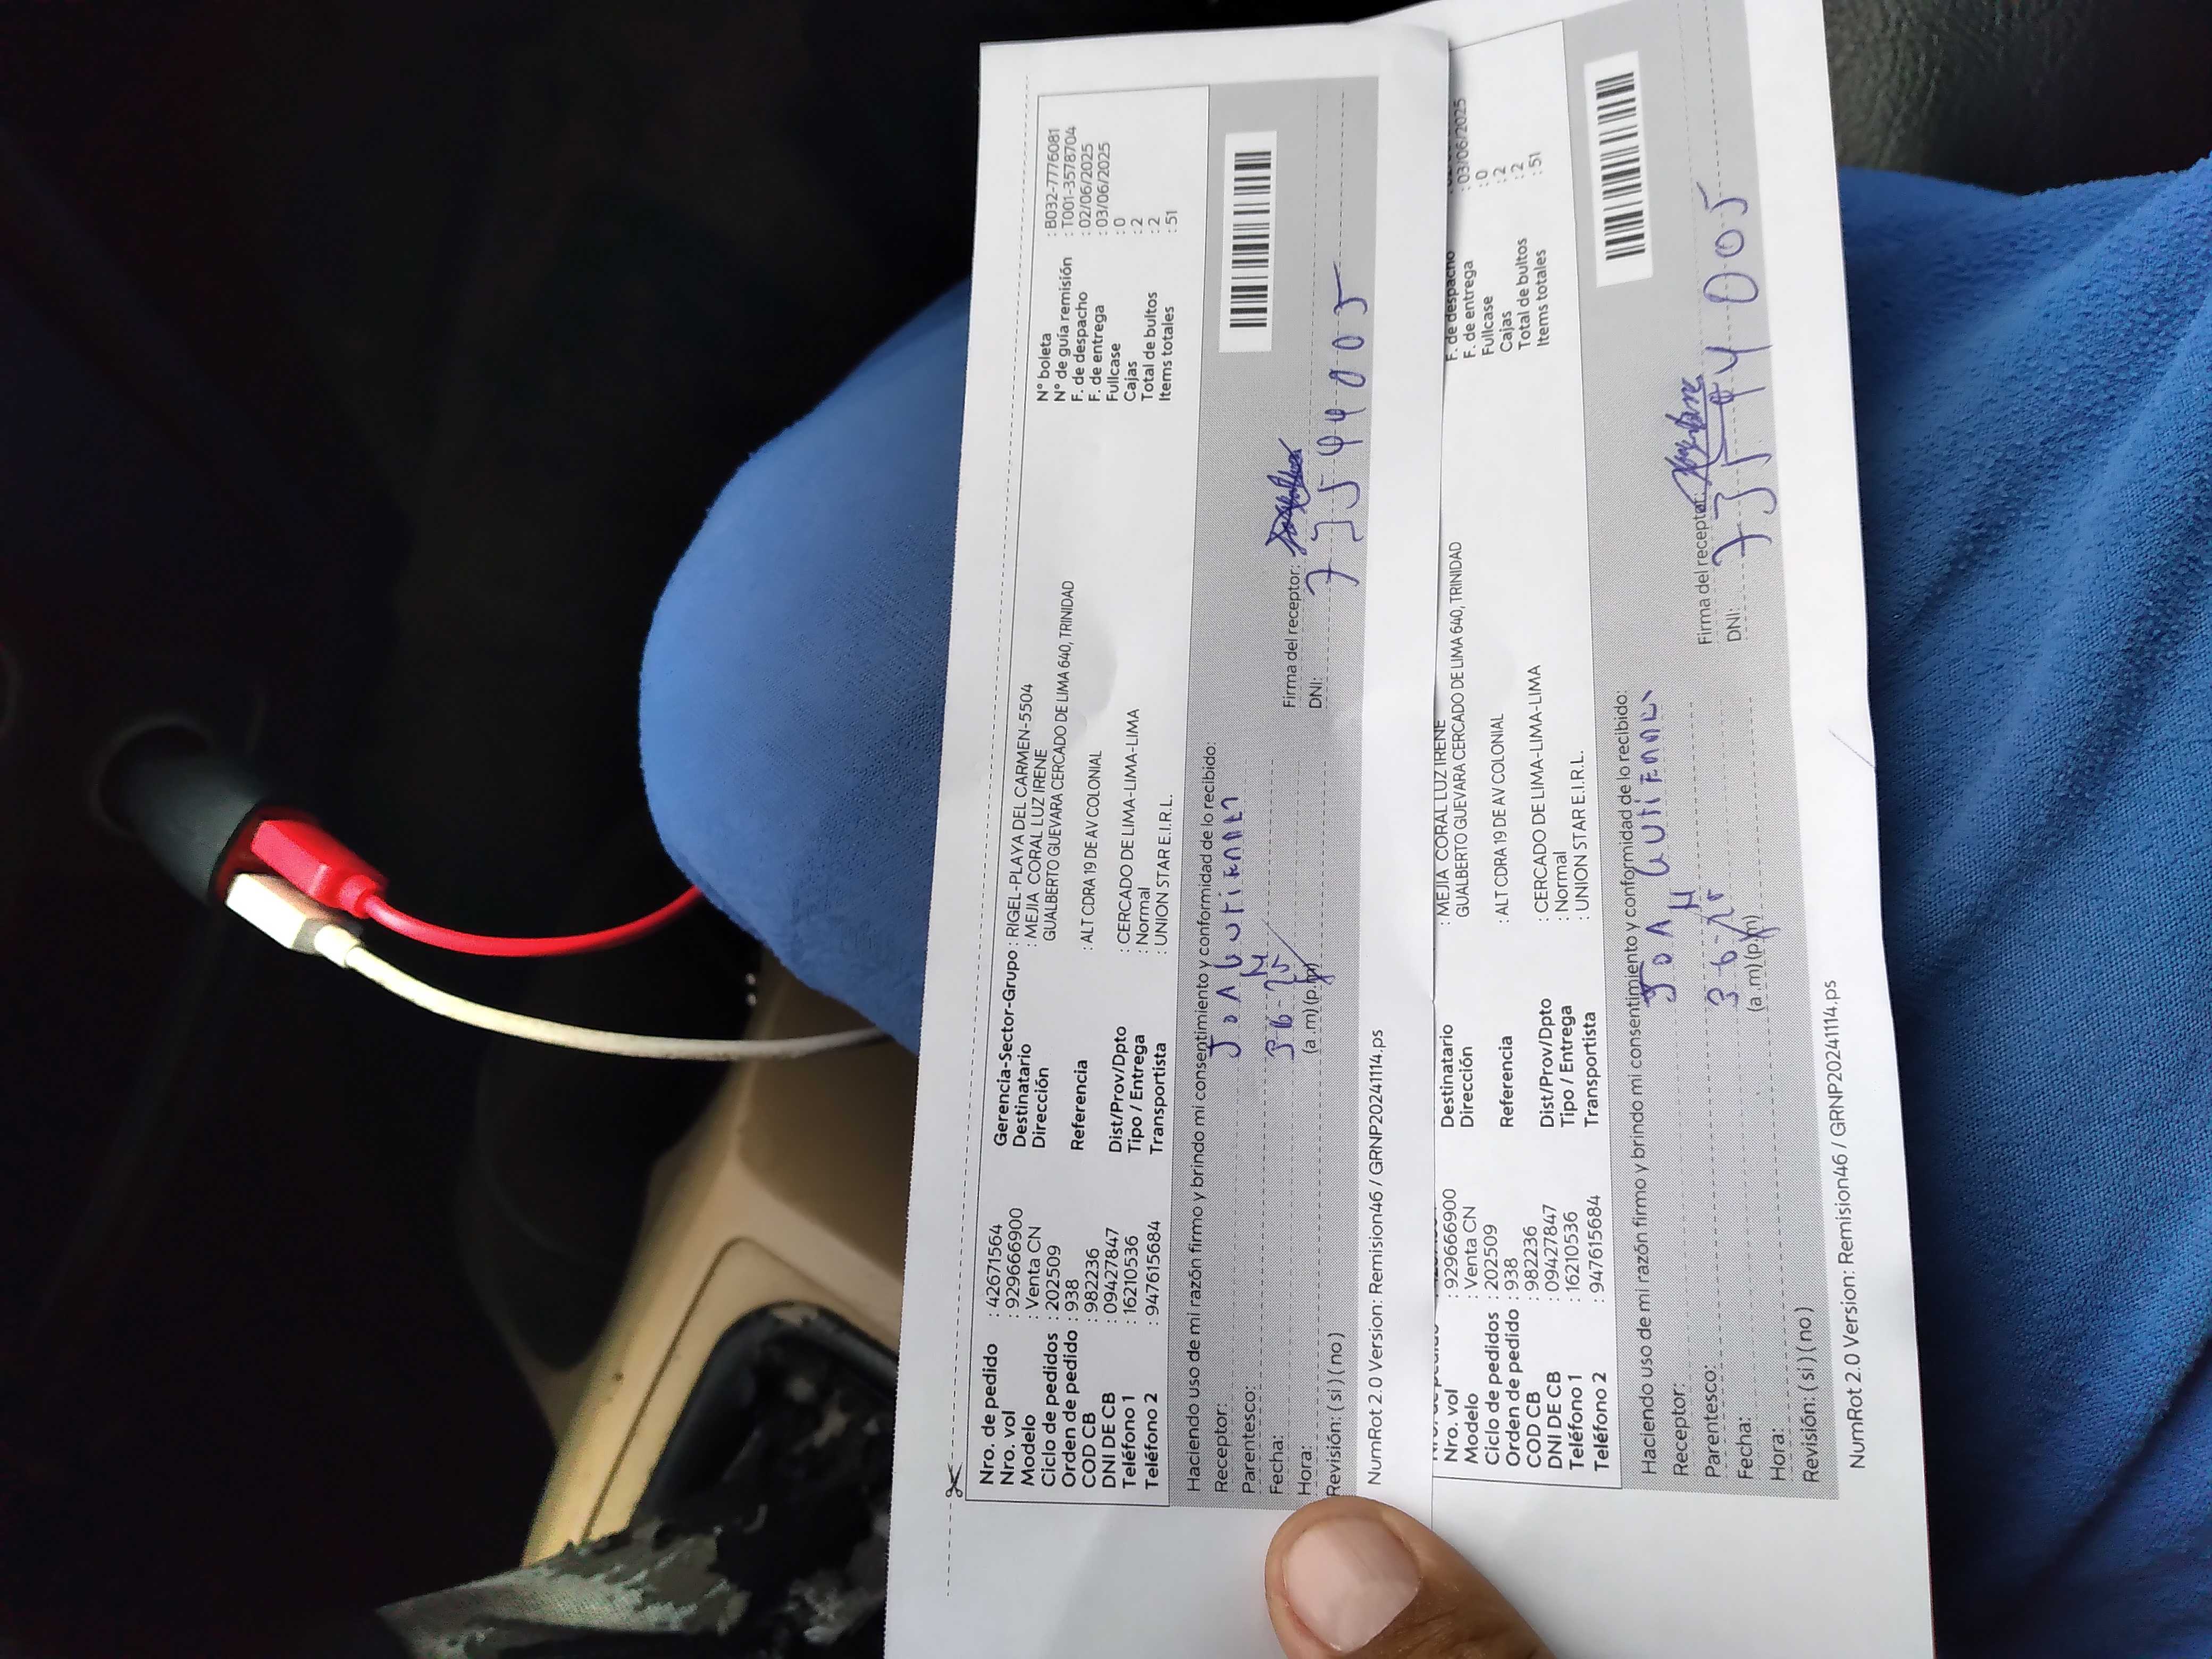 Nro. de pedido : 42671564
Nro. vol : 929666900
Modelo : Venta CN
Ciclo de pedidos : 202509
Orden de pedido : 938
COD CB : 982236
DNI DE CB : 09427847
Teléfono 1 : 16210536
Teléfono 2 : 947615684
Gerencia-Sector-Grupo : RIGEL-PLAYA DEL CARMEN-5504
Destinatario : MEJIA CORAL LUZ IRENE
Dirección GUALBERTO GUEVARA CERCADO DE LIMA 640, TRINIDAD
Referencia : ALT CDRA 19 DE AV COLONIAL
Dist/Prov/Dpto : CERCADO DE LIMA-LIMA-LIMA
Tipo / Entrega : Normal
Transportista : UNION STAR E.I.R.L.
N° boleta : B032-7776081
N° de guía remisión : T001-3578704
F. de despacho : 02/06/2025
F. de entrega : 03/06/2025
Fullcase : 0
Cajas : 2
Total de bultos : 2
Items totales : 51
Haciendo uso de mi razón firmo y brindo mi consentimiento y conformidad de lo recibido:
Receptor:
Parentesco:
Fecha:
Hora: (a.m) (p.m)
Revisión: ( si ) ( no )
Firma del receptor:
DNI:
NumRot 2.0 Version: Remision46 / GRNP20241114.ps
Nro. vol : 929666900
Modelo : Venta CN
Ciclo de pedidos : 202509
Orden de pedido : 938
COD CB : 982236
DNI DE CB : 09427847
Teléfono 1 : 16210536
Teléfono 2 : 947615684
Destinatario : MEJIA CORAL LUZ IRENE
Dirección GUALBERTO GUEVARA CERCADO DE LIMA 640, TRINIDAD
Referencia : ALT CDRA 19 DE AV COLONIAL
Dist/Prov/Dpto : CERCADO DE LIMA-LIMA-LIMA
Tipo / Entrega : Normal
Transportista : UNION STAR E.I.R.L.
F. de despacho
F. de entrega : 03/06/2025
Fullcase : 0
Cajas : 2
Total de bultos : 2
Items totales : 51
Haciendo uso de mi razón firmo y brindo mi consentimiento y conformidad de lo recibido:
Receptor:
Parentesco:
Fecha:
Hora: (a .m) (p.m)
Revisión: ( si ) ( no )
Firma del receptor:
DNI:
NumRot 2.0 Version: Remision46 / GRNP20241114.ps